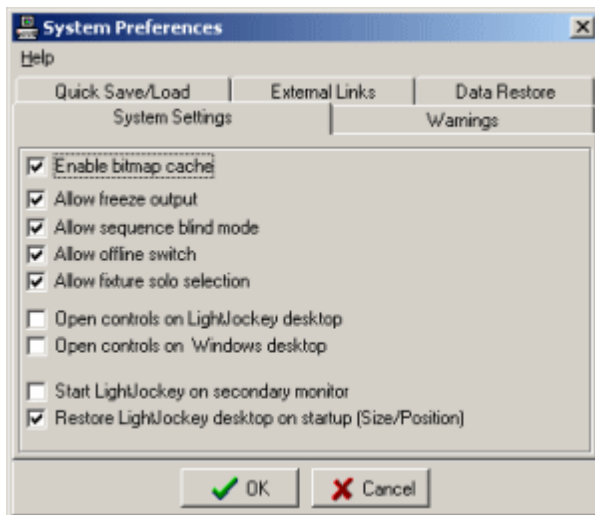 System Preferences
Help
Quick Save/Load External Links Data Restore
System Settings Warnings
Enable bitmap cache
Allow freeze output
Allow sequence blind mode
Allow offline switch
Allow fixture solo selection
Open controls on LightJockey desktop
Open controls on Windows desktop
Start LightJockey on secondary monitor
Restore LightJockey desktop on startup (Size/Position)
OK Cancel